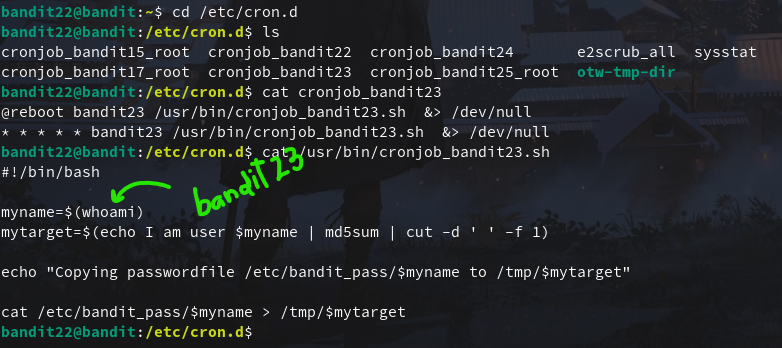 bandit22@bandit:~$ cd /etc/cron.d
bandit22@bandit:/etc/cron.d$ ls
cronjob_bandit15_root  cronjob_bandit22  cronjob_bandit24       e2scrub_all  sysstat
cronjob_bandit17_root  cronjob_bandit23  cronjob_bandit25_root  otw-tmp-dir
bandit22@bandit:/etc/cron.d$ cat cronjob_bandit23
@reboot bandit23 /usr/bin/cronjob_bandit23.sh  &> /dev/null
* * * * * bandit23 /usr/bin/cronjob_bandit23.sh  &> /dev/null
bandit22@bandit:/etc/cron.d$ cat /usr/bin/cronjob_bandit23.sh
#!/bin/bash
bandit23
myname=$(whoami)
mytarget=$(echo I am user $myname | md5sum | cut -d ' ' -f 1)
echo "Copying passwordfile /etc/bandit_pass/$myname to /tmp/$mytarget"
cat /etc/bandit_pass/$myname > /tmp/$mytarget
bandit22@bandit:/etc/cron.d$